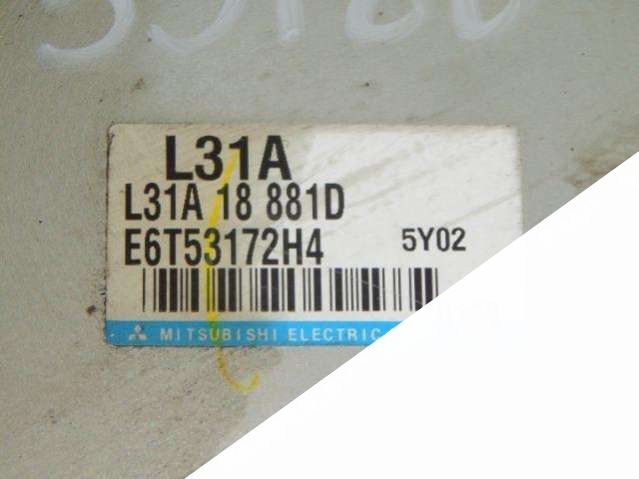 L31A
L31A 18 881D
E6T53172H4 5Y02
MITSUBISHI ELECTRIC